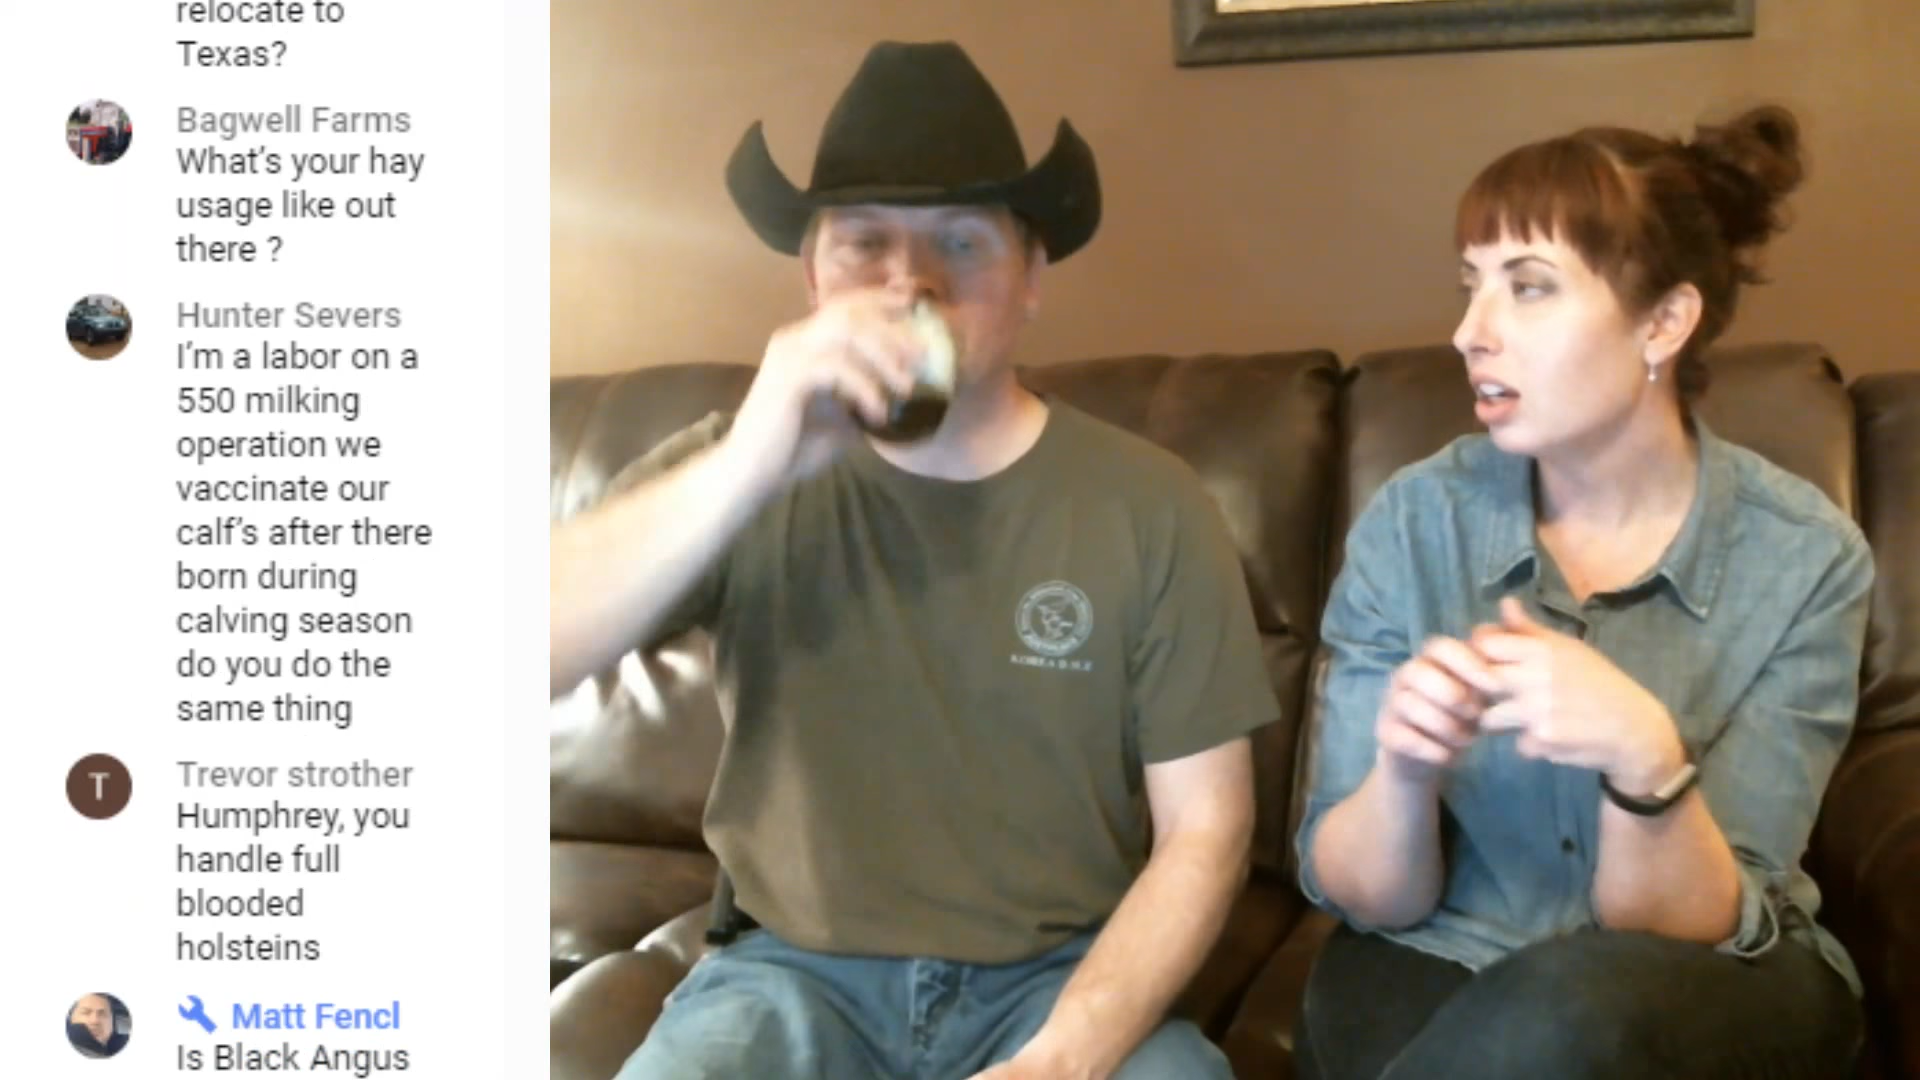 relocate to
Texas?
Bagwell Farms
What's your hay
usage like out
there ?
Hunter Severs
I'm a labor on a
550 milking
operation we
vaccinate our
calf's after there
born during
calving season
do you do the
same thing
T
Trevor strother
Humphrey, you
handle full
blooded
holsteins
Matt Fencl
Is Black Angus
KOREA D.M.Z